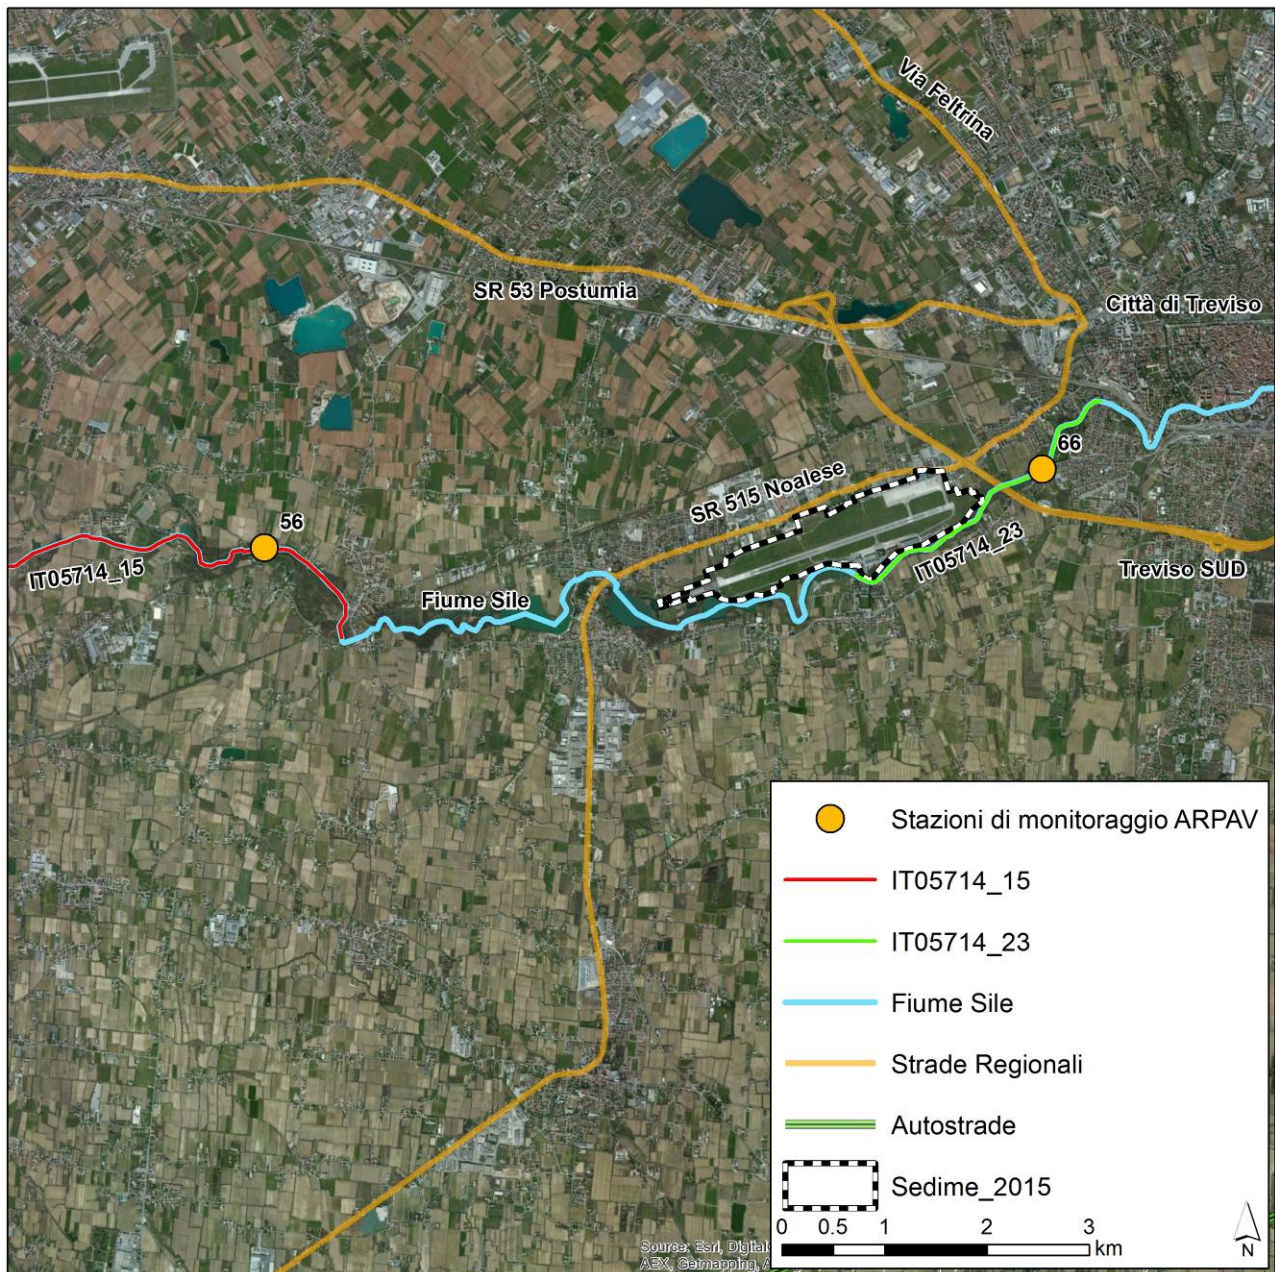 Via Feltrina
SR 53 Postumia
Città di Treviso
66
SR 515 Noalese
56
IT05714_15
IT05714_23
Treviso SUD
Fiume Sile
Stazioni di monitoraggio ARPAV
IT05714_15
IT05714_23
Fiume Sile
Strade Regionali
Autostrade
Sedime_2015
0 0.5 1 2 3
km
N
Source: Esri, Digital
AEX, Getmapping, A